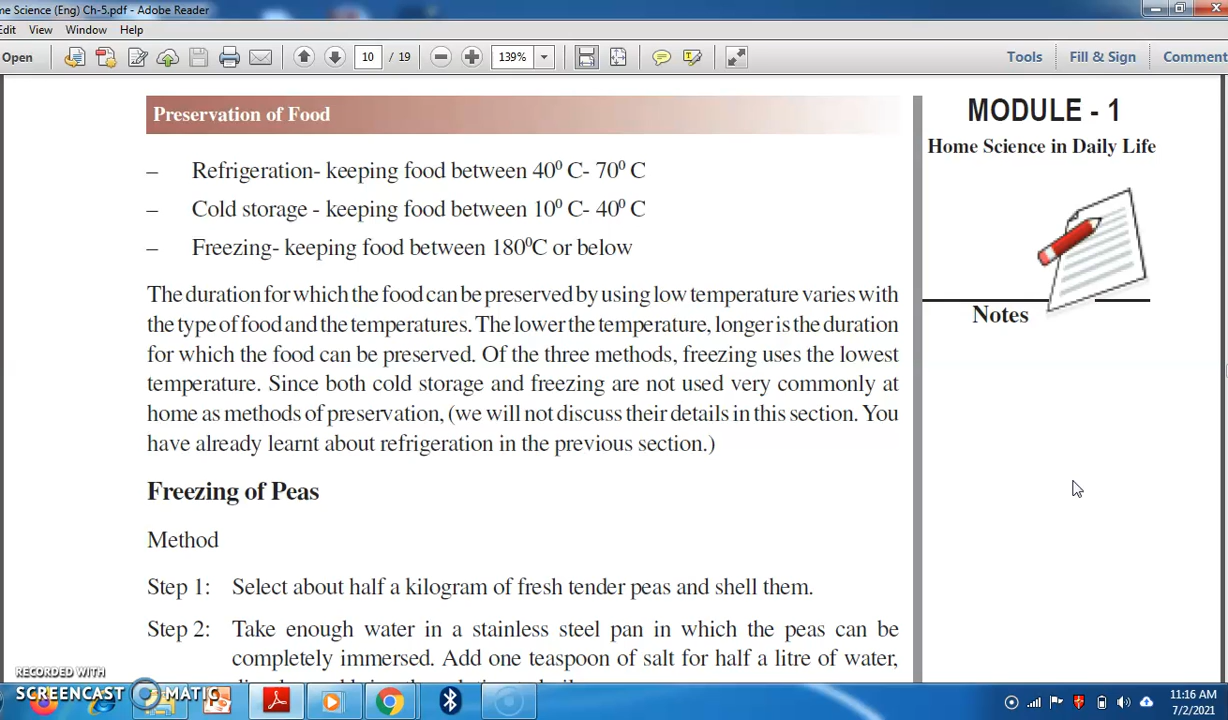 me Science (Eng) Ch-5.pdf - Adobe Reader
Edit View Window Help
Open 10 / 19 139% Tools Fill & Sign Comment
Preservation of Food
MODULE - 1
Home Science in Daily Life
Notes
– Refrigeration- keeping food between 40⁰ C- 70⁰ C
– Cold storage - keeping food between 10⁰ C- 40⁰ C
– Freezing- keeping food between 180⁰C or below
The duration for which the food can be preserved by using low temperature varies with
the type of food and the temperatures. The lower the temperature, longer is the duration
for which the food can be preserved. Of the three methods, freezing uses the lowest
temperature. Since both cold storage and freezing are not used very commonly at
home as methods of preservation, (we will not discuss their details in this section. You
have already learnt about refrigeration in the previous section.)
Freezing of Peas
Method
Step 1: Select about half a kilogram of fresh tender peas and shell them.
Step 2: Take enough water in a stainless steel pan in which the peas can be
completely immersed. Add one teaspoon of salt for half a litre of water,
RECORDED WITH
SCREENCAST MATIC
11:16 AM
7/2/2021